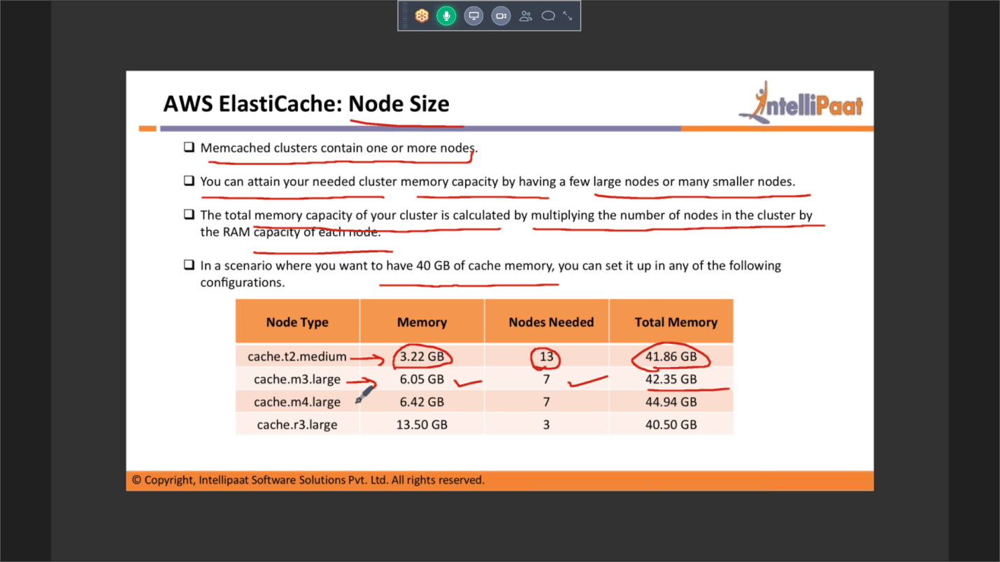 AWS ElastiCache: Node Size
IntelliPaat
❑ Memcached clusters contain one or more nodes.
❑ You can attain your needed cluster memory capacity by having a few large nodes or many smaller nodes.
❑ The total memory capacity of your cluster is calculated by multiplying the number of nodes in the cluster by
the RAM capacity of each node.
❑ In a scenario where you want to have 40 GB of cache memory, you can set it up in any of the following
configurations.
Node Type Memory Nodes Needed Total Memory
cache.t2.medium 3.22 GB 13 41.86 GB
cache.m3.large 6.05 GB 7 42.35 GB
cache.m4.large 6.42 GB 7 44.94 GB
cache.r3.large 13.50 GB 3 40.50 GB
© Copyright, Intellipaat Software Solutions Pvt. Ltd. All rights reserved.